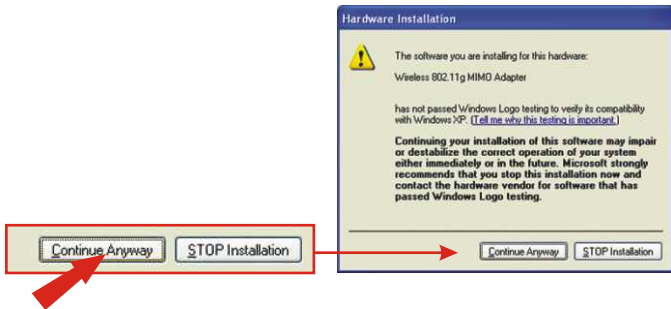 Hardware Installation
The software you are installing for this hardware:
Wireless 802.11g MIMO Adapter
has not passed Windows Logo testing to verify its compatibility
with Windows XP. (Tell me why this testing is important.)
Continuing your installation of this software may impair
or destabilize the correct operation of your system
either immediately or in the future. Microsoft strongly
recommends that you stop this installation now and
contact the hardware vendor for software that has
passed Windows Logo testing.
Continue Anyway STOP Installation
Continue Anyway STOP Installation